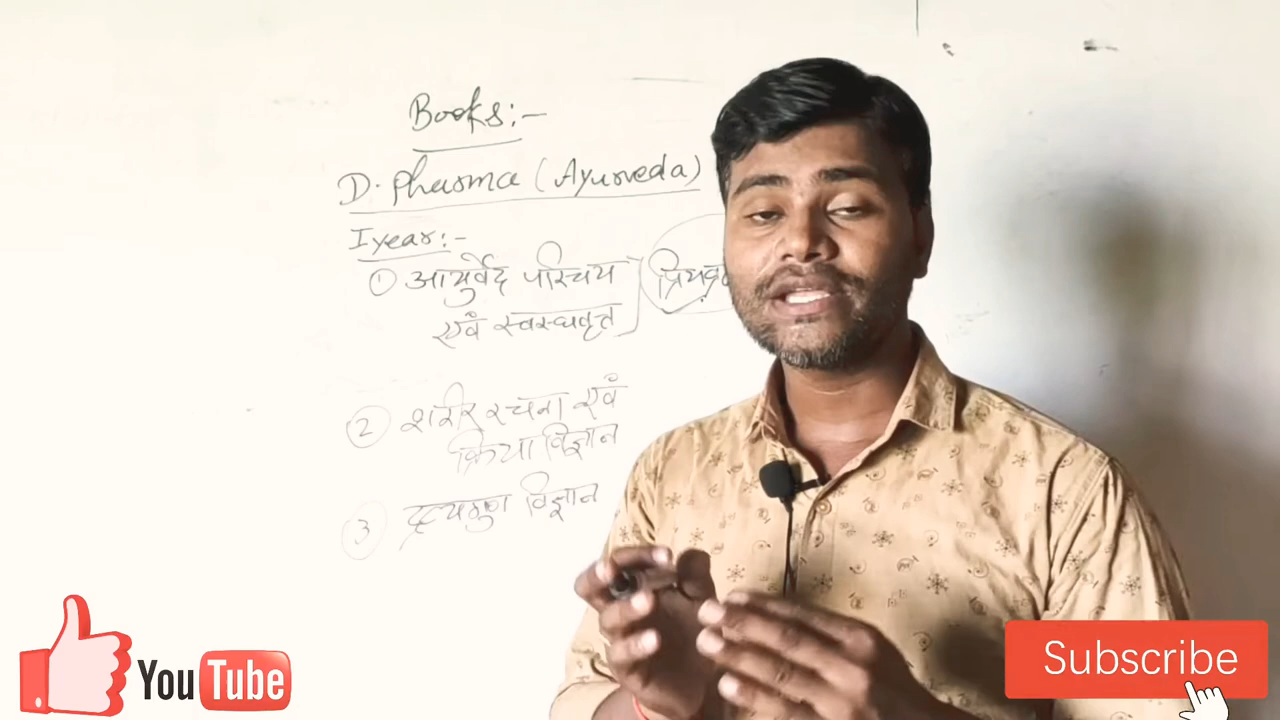 Books:-
D. Pharma (Ayurveda)
I year:-
① आयुर्वेद परिचय
एवं स्वस्थवृत्त
② शरीर रचना एवं
क्रिया विज्ञान
③ द्रव्यगुण विज्ञान
YouTube
Subscribe